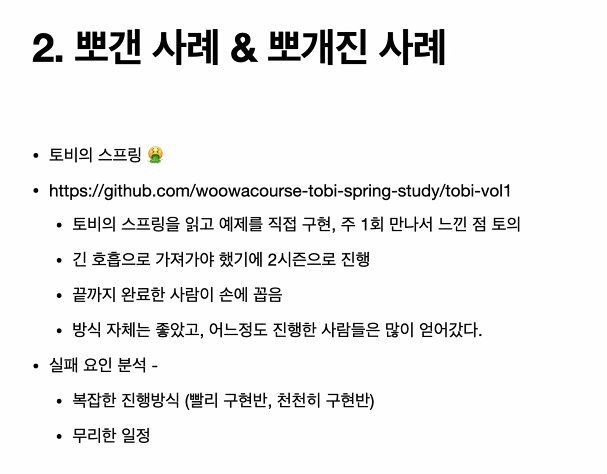 2. 뽀갠 사례 & 뽀개진 사례
• 토비의 스프링 🤮
• https://github.com/woowacourse-tobi-spring-study/tobi-vol1
• 토비의 스프링을 읽고 예제를 직접 구현, 주 1회 만나서 느낀 점 토의
• 긴 호흡으로 가져가야 했기에 2시즌으로 진행
• 끝까지 완료한 사람이 손에 꼽음
• 방식 자체는 좋았고, 어느정도 진행한 사람들은 많이 얻어갔다.
• 실패 요인 분석 -
• 복잡한 진행방식 (빨리 구현반, 천천히 구현반)
• 무리한 일정